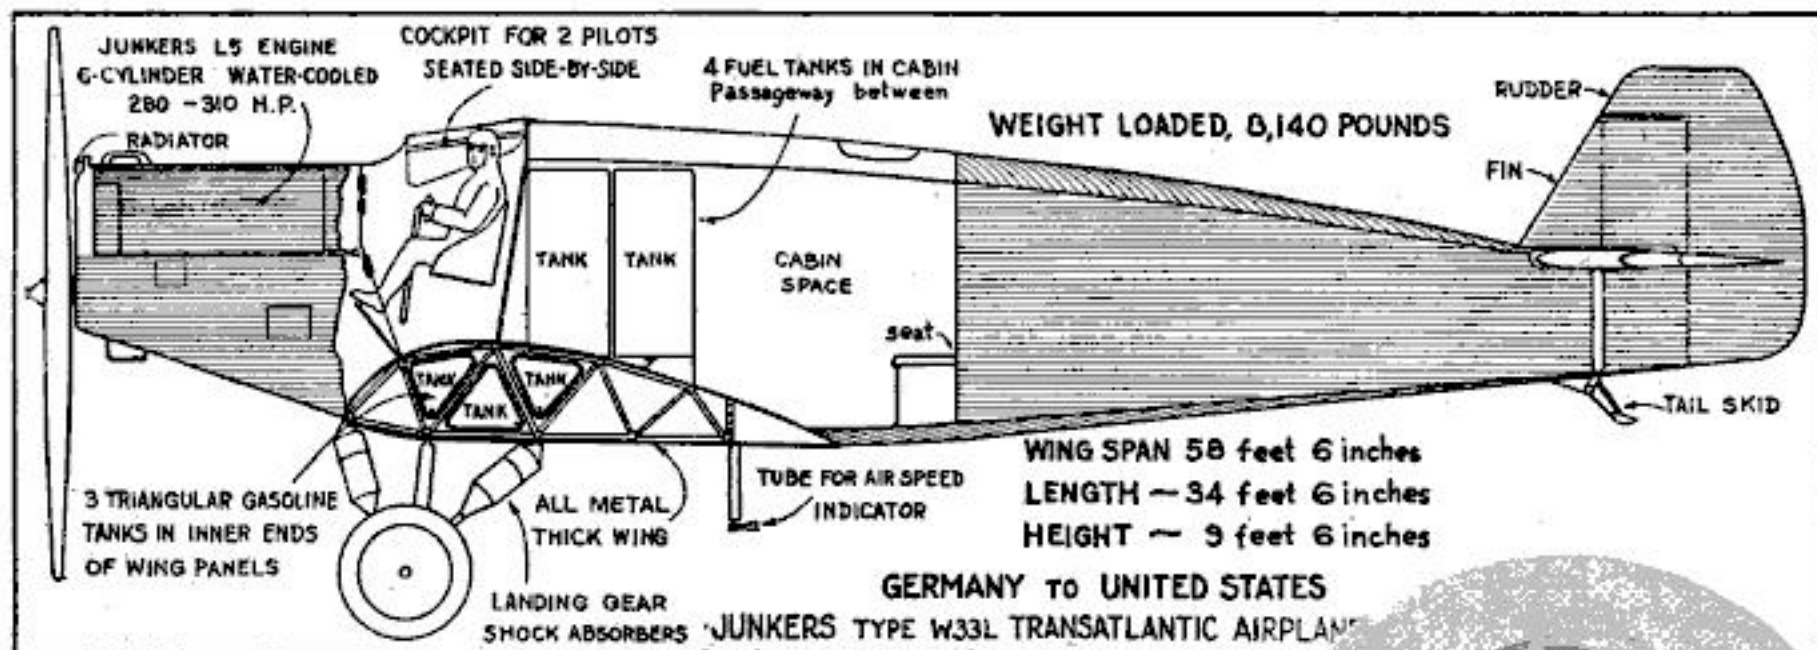 JUNKERS L5 ENGINE
6-CYLINDER WATER-COOLED
280 - 310 H.P.
RADIATOR
COCKPIT FOR 2 PILOTS
SEATED SIDE-BY-SIDE
4 FUEL TANKS IN CABIN
Passageway between
WEIGHT LOADED, 8,140 POUNDS
RUDDER
FIN
TANK
TANK
CABIN
SPACE
seat
TANK
TANK
TANK
TAIL SKID
3 TRIANGULAR GASOLINE
TANKS IN INNER ENDS
OF WING PANELS
ALL METAL
THICK WING
TUBE FOR AIR SPEED
INDICATOR
LANDING GEAR
SHOCK ABSORBERS
WING SPAN 58 feet 6 inches
LENGTH ~ 34 feet 6 inches
HEIGHT ~ 9 feet 6 inches
GERMANY TO UNITED STATES
JUNKERS TYPE W33L TRANSATLANTIC AIRPLANE